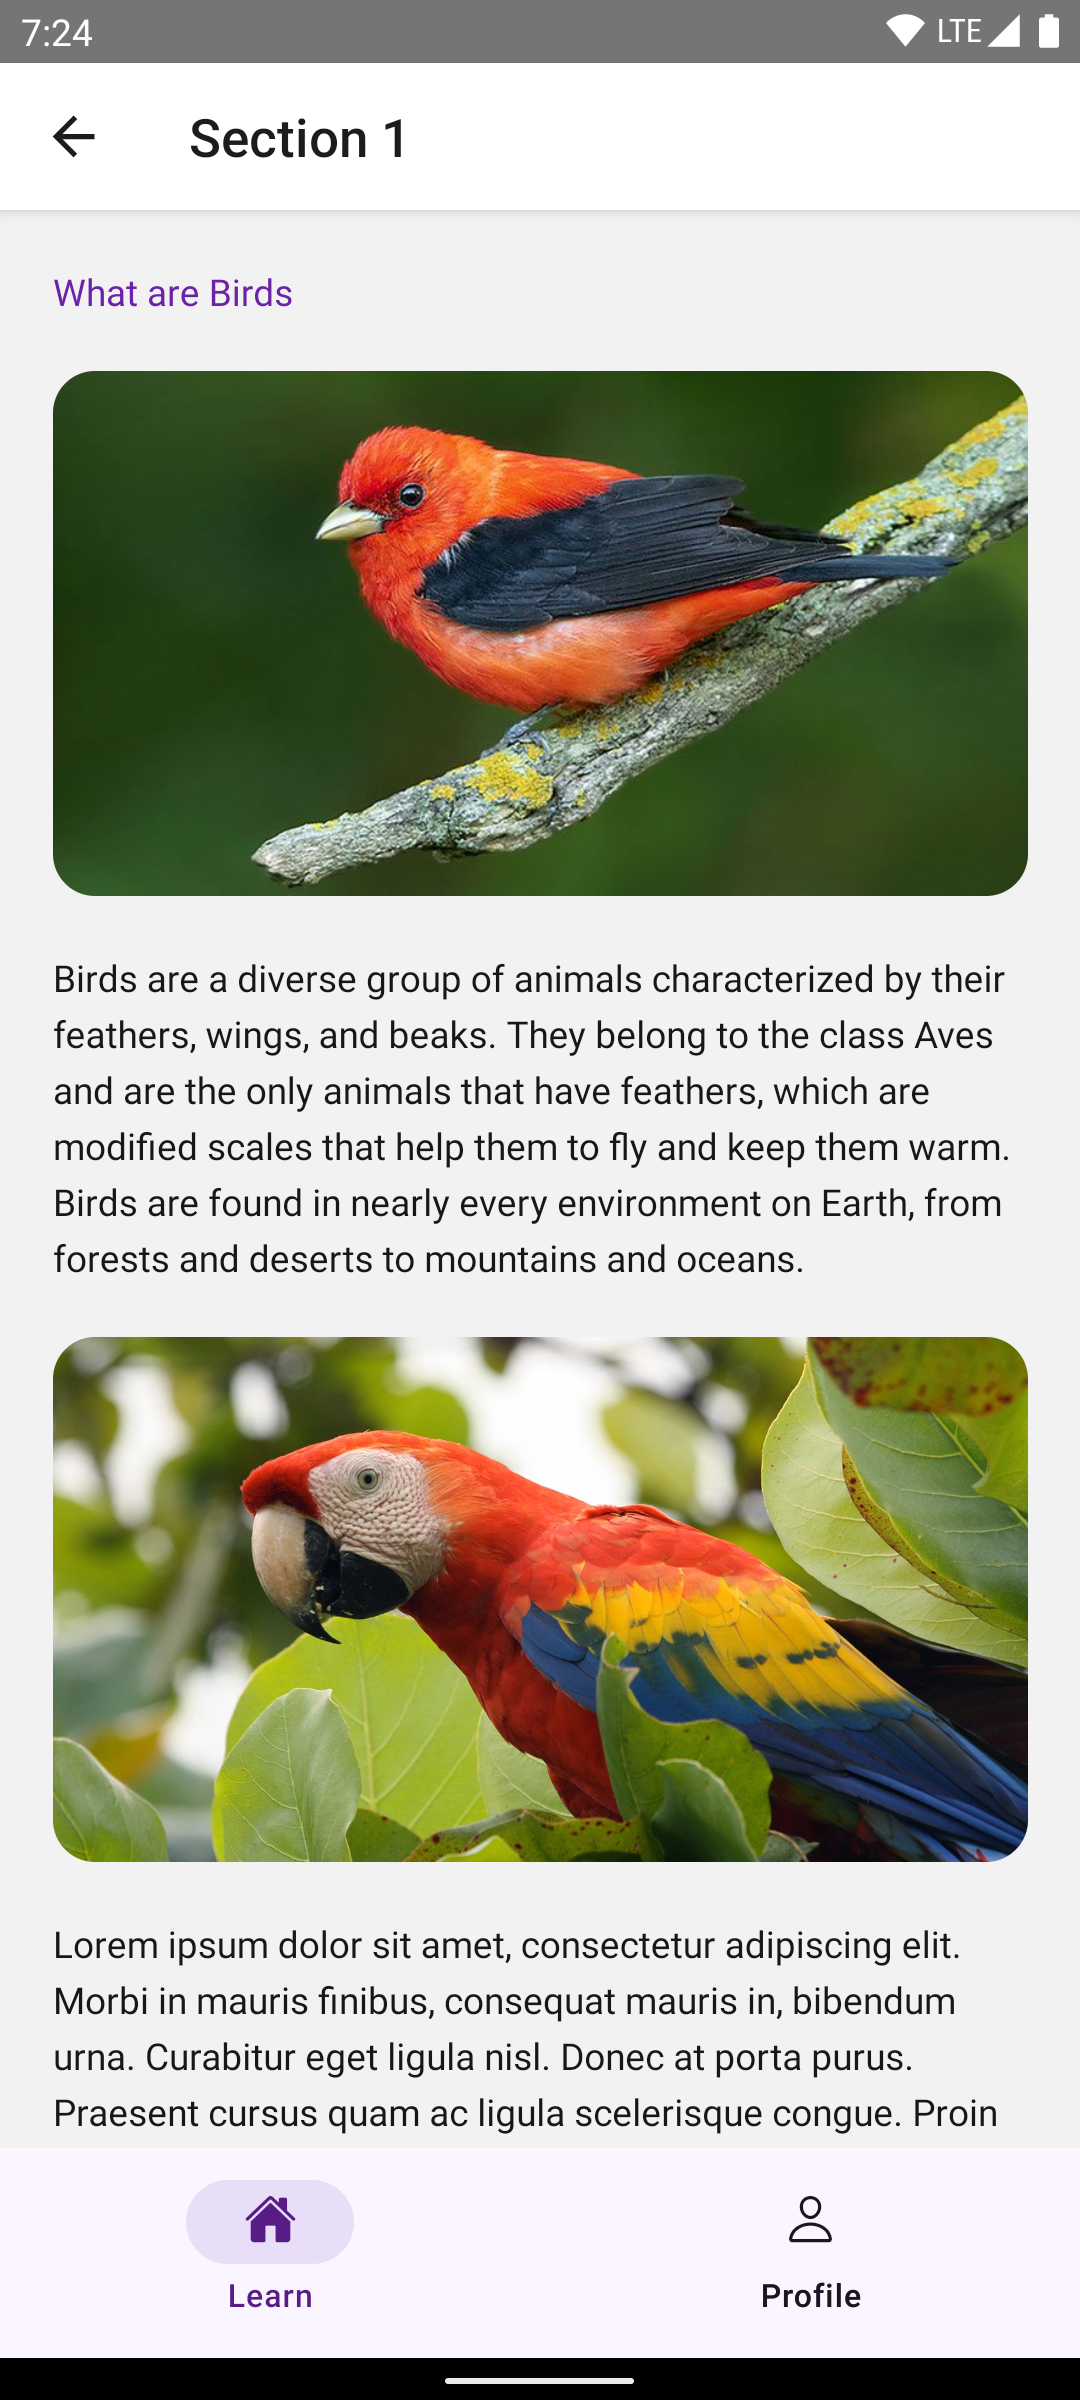 7:24
LTE
Section 1
What are Birds
Birds are a diverse group of animals characterized by their
feathers, wings, and beaks. They belong to the class Aves
and are the only animals that have feathers, which are
modified scales that help them to fly and keep them warm.
Birds are found in nearly every environment on Earth, from
forests and deserts to mountains and oceans.
Lorem ipsum dolor sit amet, consectetur adipiscing elit.
Morbi in mauris finibus, consequat mauris in, bibendum
urna. Curabitur eget ligula nisl. Donec at porta purus.
Praesent cursus quam ac ligula scelerisque congue. Proin
Learn
Profile